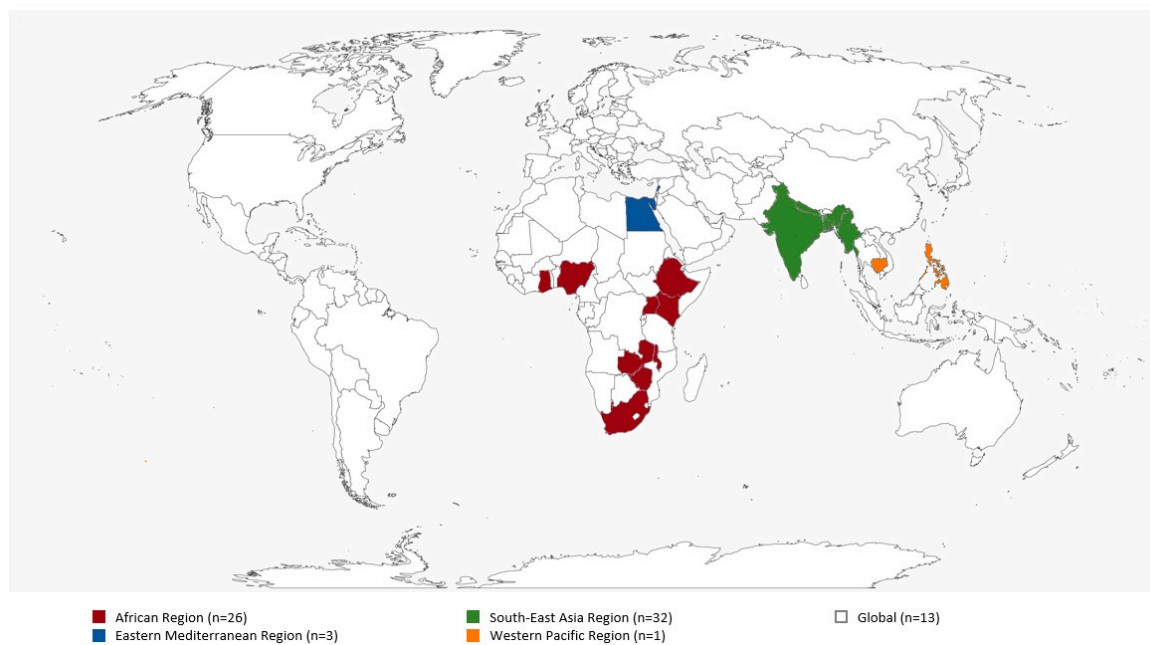 African Region (n=26)
South-East Asia Region (n=32)
Global (n=13)
Eastern Mediterranean Region (n=3)
Western Pacific Region (n=1)